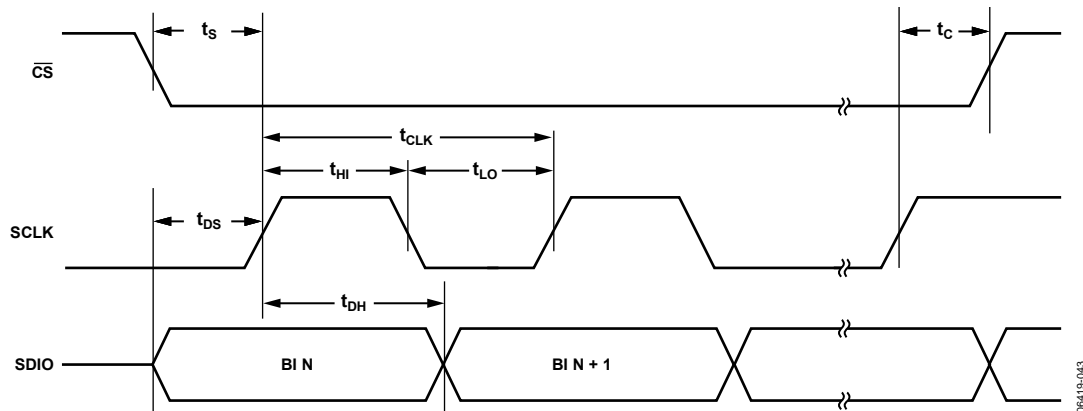 tS
tC
CS
tCLK
tHI
tLO
tDS
SCLK
tDH
SDIO
BI N
BI N + 1
06419-043